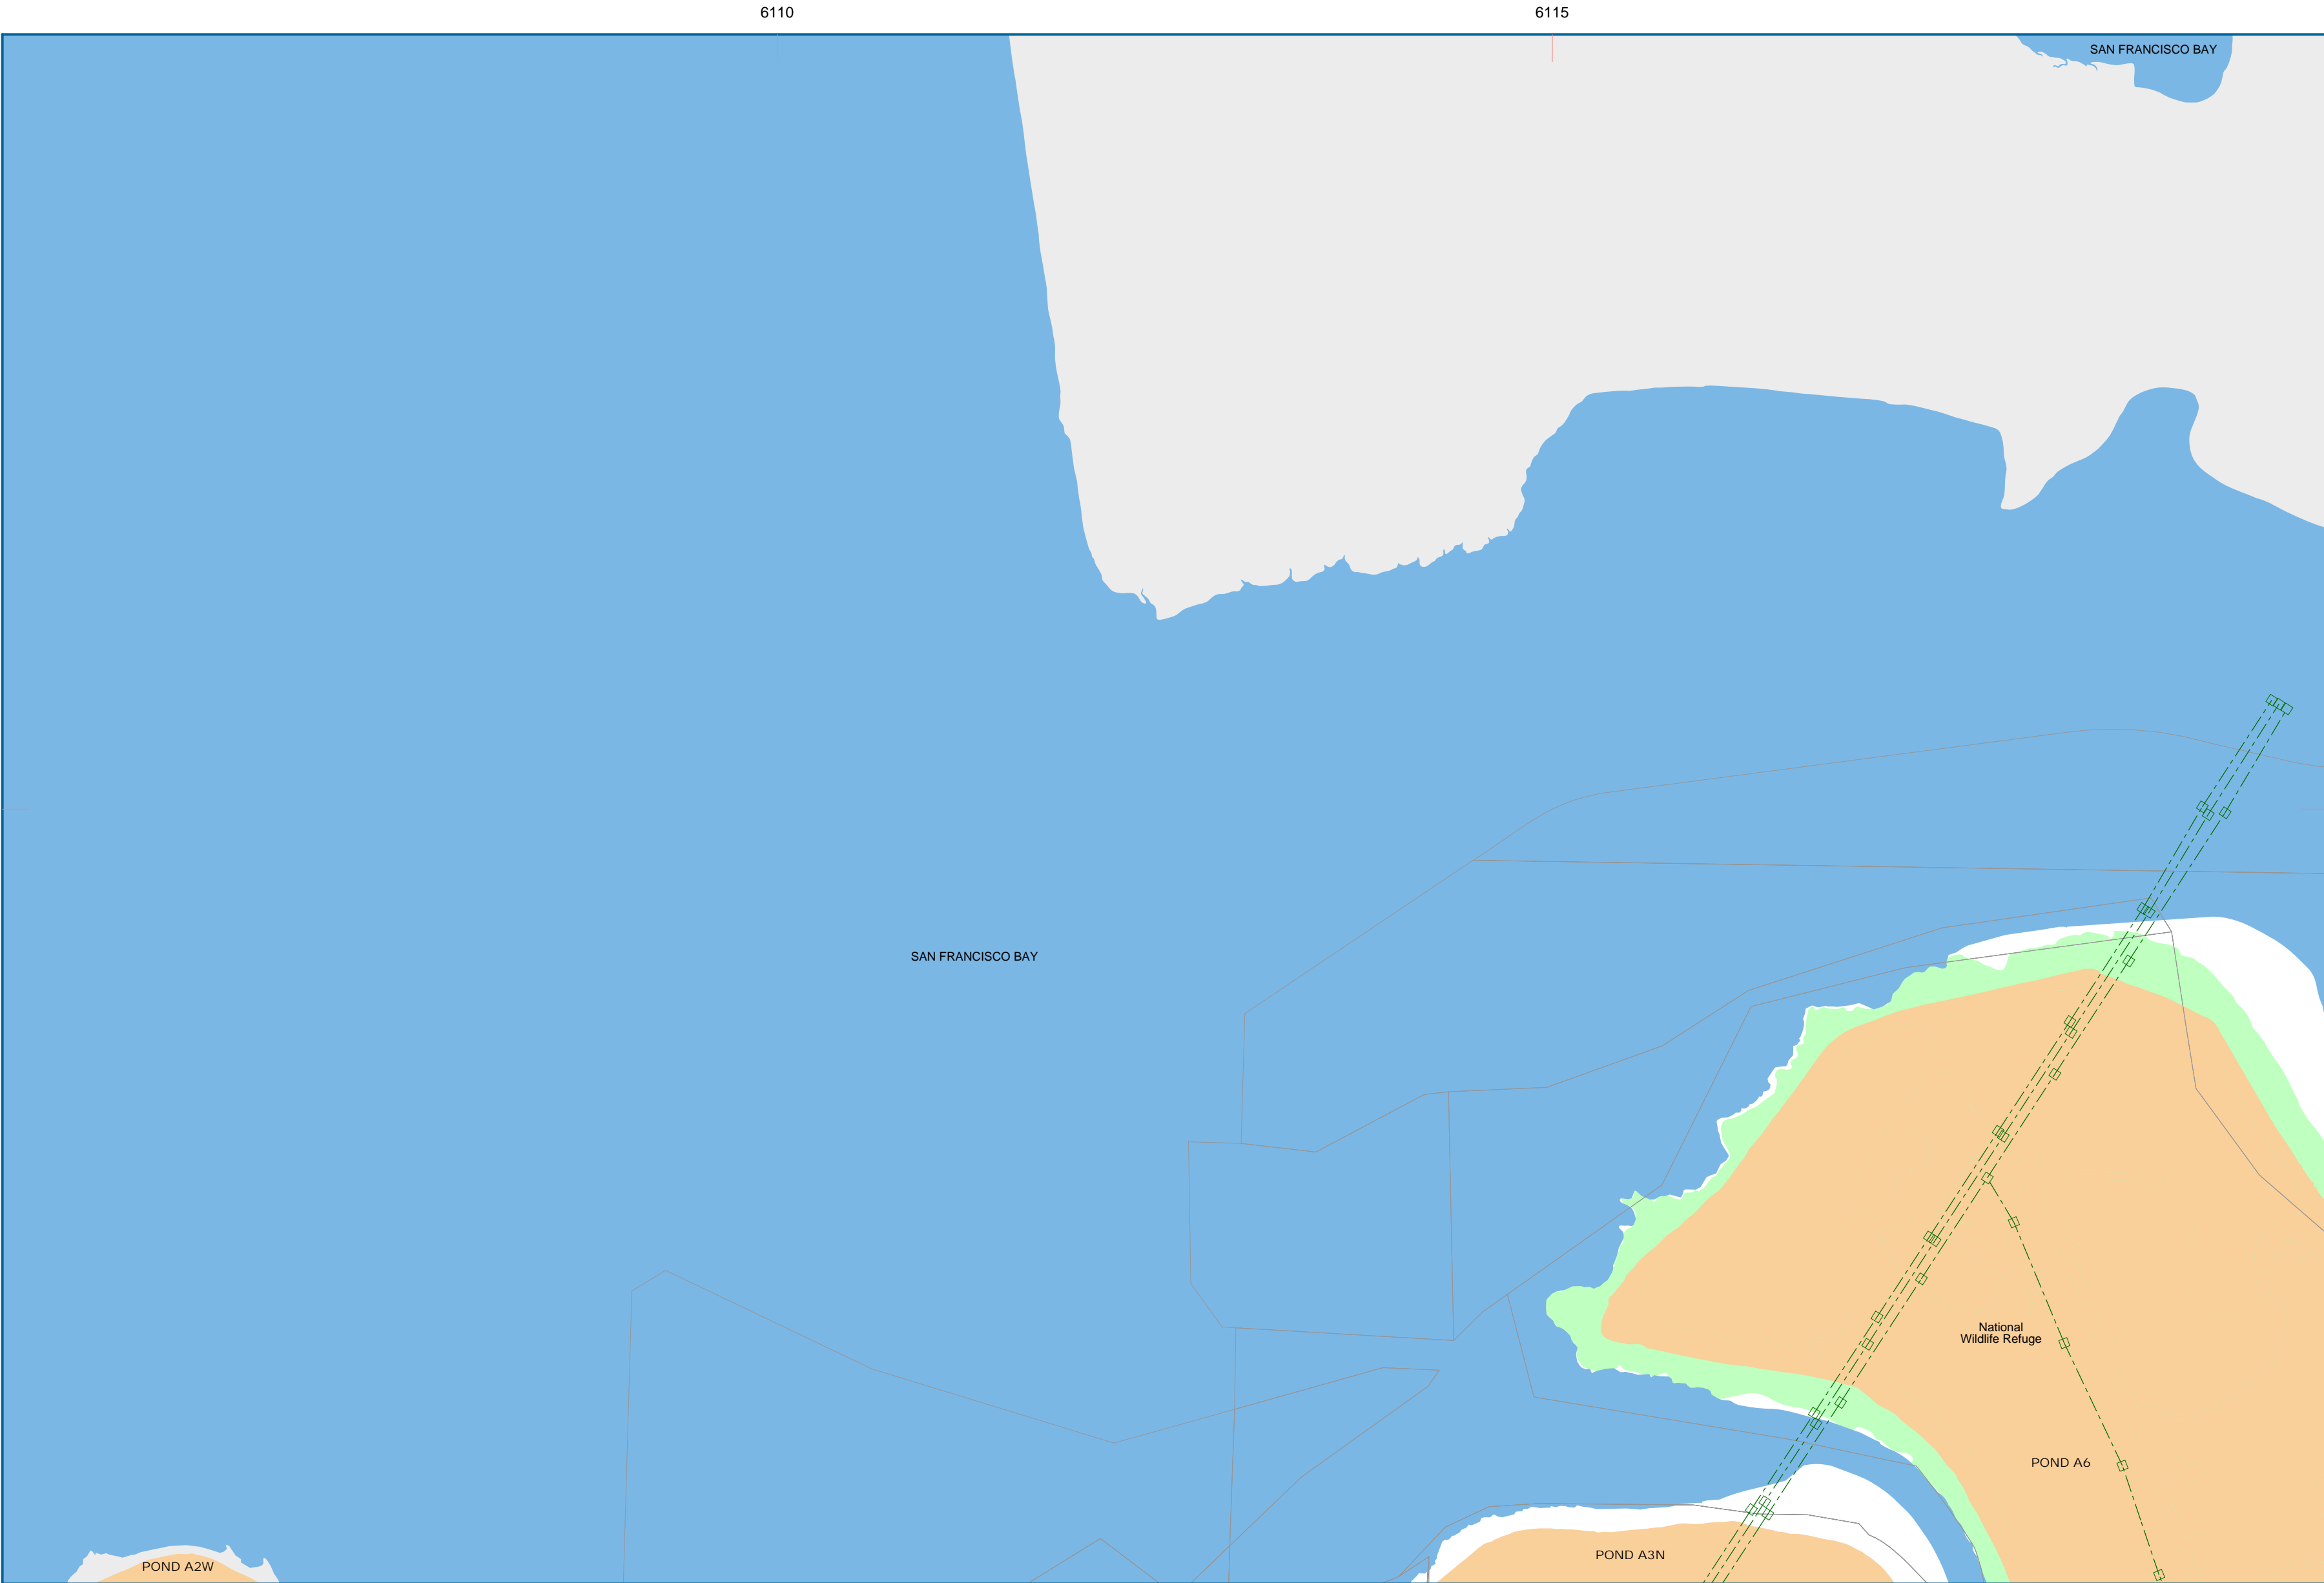 6110
6115
SAN FRANCISCO BAY
SAN FRANCISCO BAY
National
Wildlife Refuge
POND A6
POND A3N
POND A2W